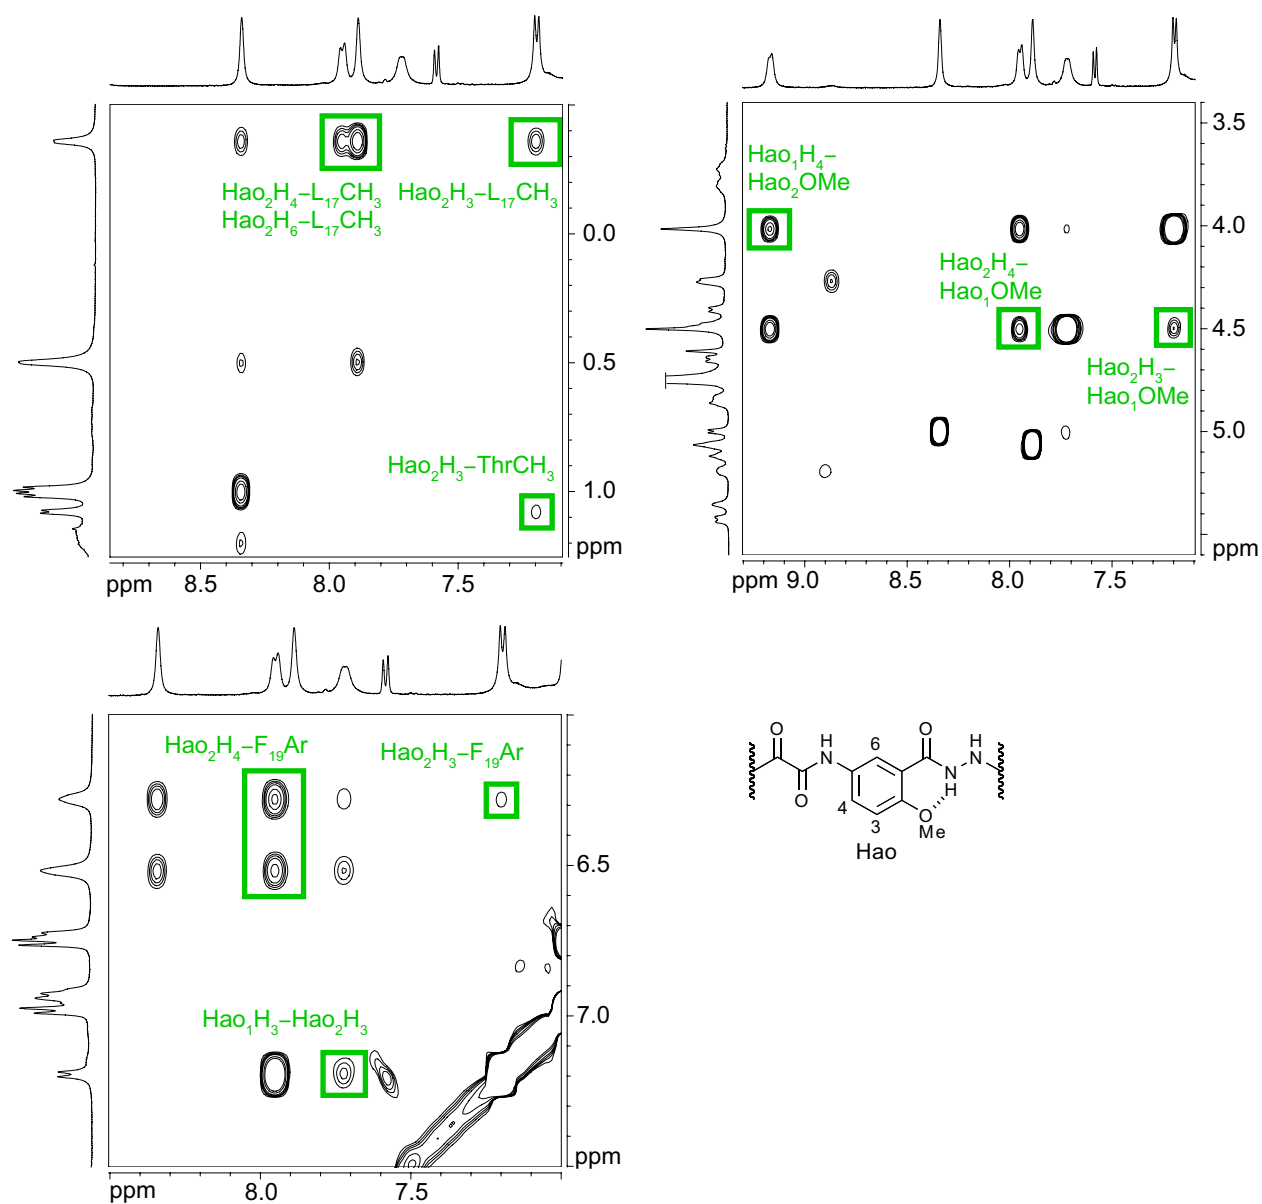 Hao₂H₄–L₁₇CH₃
Hao₂H₆–L₁₇CH₃
Hao₂H₃–L₁₇CH₃
Hao₂H₃–ThrCH₃
0.0
0.5
1.0
ppm
ppm
8.5
8.0
7.5
Hao₁H₄–
Hao₂OMe
Hao₂H₄–
Hao₁OMe
Hao₂H₃–
Hao₁OMe
3.5
4.0
4.5
5.0
ppm
ppm
9.0
8.5
8.0
7.5
Hao₂H₄–F₁₉Ar
Hao₂H₃–F₁₉Ar
Hao₁H₃–Hao₂H₃
6.5
7.0
ppm
ppm
8.0
7.5
O
H
N
O
6
4
3
O
H
N
N
H
O
Me
Hao